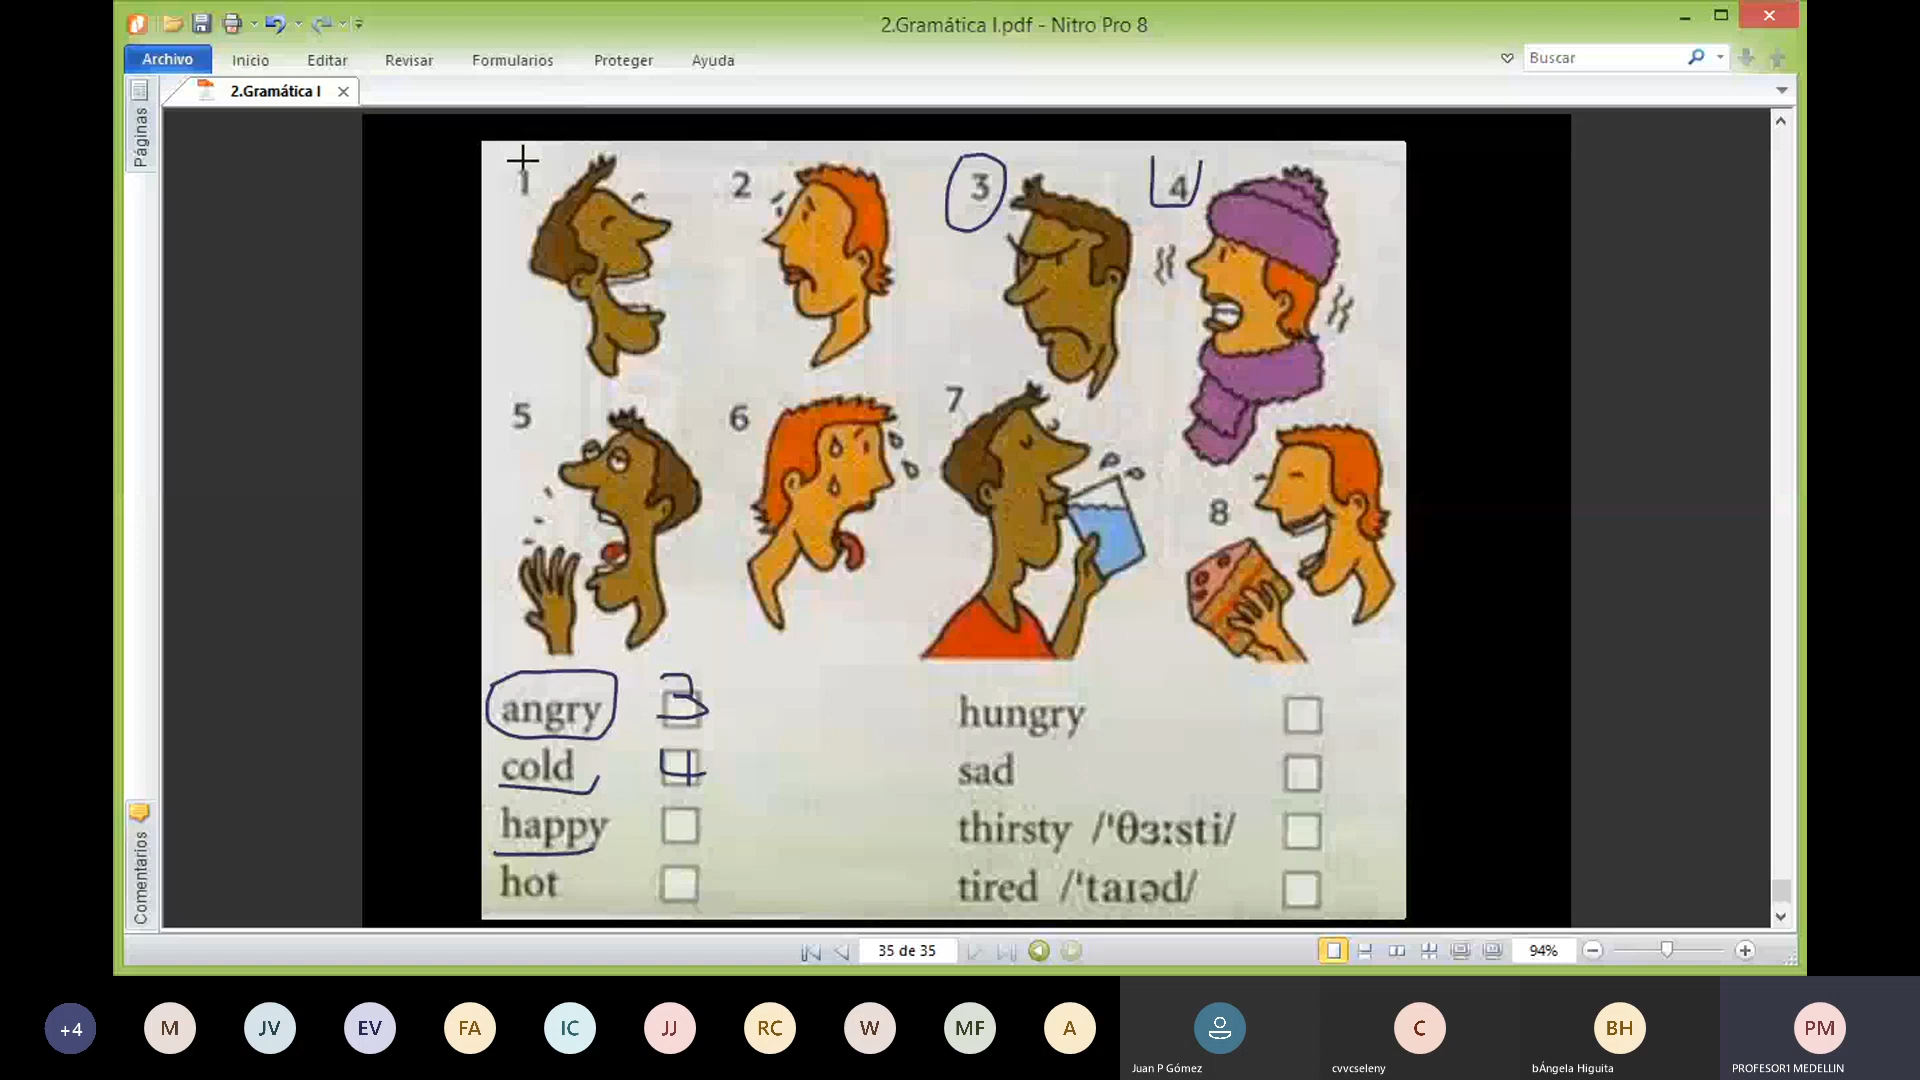 2.Gramática I.pdf - Nitro Pro 8
Archivo Inicio Editar Revisar Formularios Proteger Ayuda Buscar
2.Gramática I
Páginas
1 2 3 4
5 6 7 8
angry 3 hungry
cold 4 sad
happy thirsty /ˈθɜːsti/
hot tired /ˈtaɪəd/
Comentarios
35 de 35 94%
+4 M JV EV FA IC JJ RC W MF A C BH PM
Juan P Gómez cvvcseleny bÁngela Higuita PROFESOR1 MEDELLIN